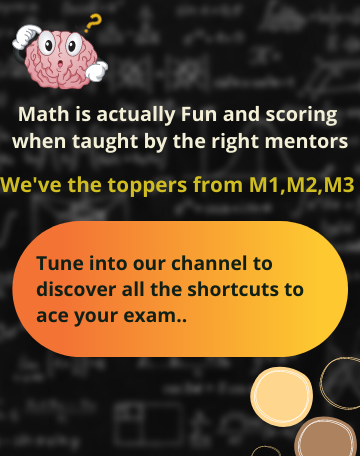 Math is actually Fun and scoring
when taught by the right mentors
We've the toppers from M1,M2,M3
Tune into our channel to
discover all the shortcuts to
ace your exam..